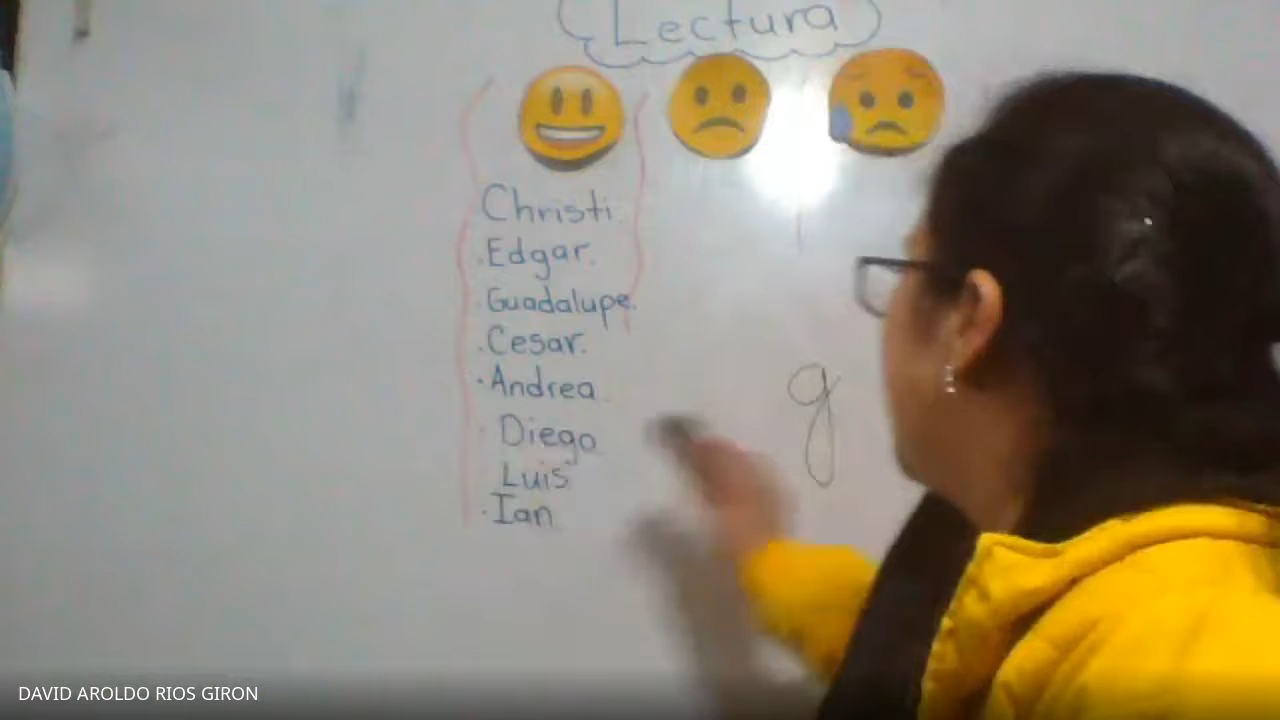 Lectura
Christi
. Edgar.
. Guadalupe.
. Cesar.
. Andrea
Diego
Luis
. Ian
g
DAVID AROLDO RIOS GIRON